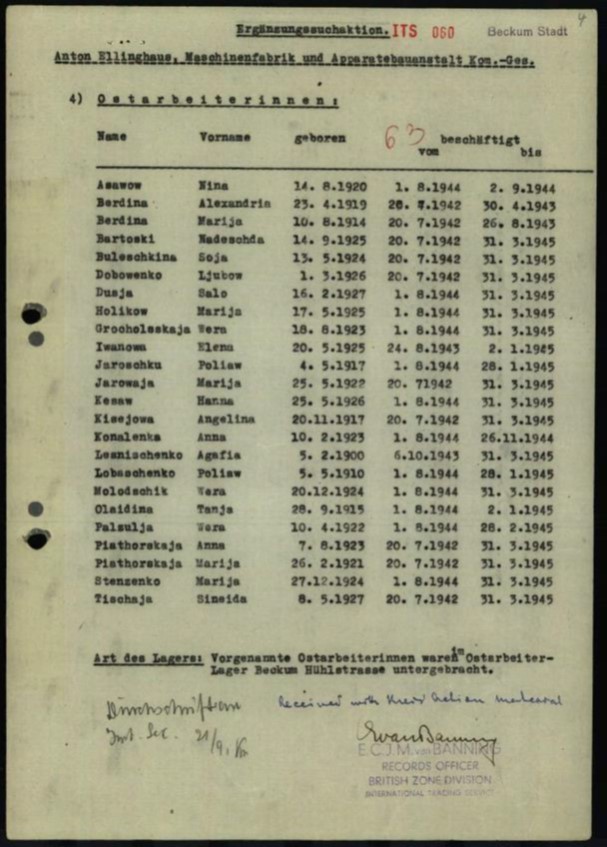 Ergänzungssuchaktion. ITS 060 Beckum Stadt 4
Anton Ellinghaus, Maschinenfabrik und Apparatebauanstalt Kom.-Ges.
4) Ostarbeiterinnen:
Name Vorname geboren 63 beschäftigt
vom bis
Asawow Nina 14. 8.1920 1. 8.1944 2. 9.1944
Berdina Alexandria 23. 4.1919 20. 7.1942 30. 4.1943
Berdina Marija 10. 8.1914 20. 7.1942 26. 8.1943
Bartoski Nadeschda 14. 9.1925 20. 7.1942 31. 3.1945
Buleschkina Soja 13. 5.1924 20. 7.1942 31. 3.1945
Dobowenko Ljubow 1. 3.1926 20. 7.1942 31. 3.1945
Dusja Salo 16. 2.1927 1. 8.1944 31. 3.1945
Holikow Marija 17. 5.1925 1. 8.1944 31. 3.1945
Grocholsskaja Wera 18. 8.1923 1. 8.1944 31. 3.1945
Iwanowa Elena 20. 5.1925 24. 8.1943 2. 1.1945
Jaroschku Polisw 4. 5.1917 1. 8.1944 28. 1.1945
Jarowaja Marija 25. 5.1922 20. 71942 31. 3.1945
Kesaw Hanna 25. 5.1926 1. 8.1944 31. 3.1945
Kisejowa Angelina 20.11.1917 20. 7.1942 31. 3.1945
Konalenka Anna 10. 2.1923 1. 8.1944 26.11.1944
Lesnischenko Agafia 5. 2.1900 6.10.1943 31. 3.1945
Lobaschenko Polisw 5. 5.1910 1. 8.1944 28. 1.1945
Molodschik Wera 20.12.1924 1. 8.1944 31. 3.1945
Olaidina Tanja 28. 9.1915 1. 8.1944 2. 1.1945
Palsulja Wera 10. 4.1922 1. 8.1944 28. 2.1945
Piathorskaja Anna 7. 8.1923 20. 7.1942 31. 3.1945
Piathorskaja Marija 26. 2.1921 20. 7.1942 31. 3.1945
Stenzenko Marija 27.12.1924 1. 8.1944 31. 3.1945
Tischaja Sineida 8. 5.1927 20. 7.1942 31. 3.1945
Art des Lagers: Vorgenannte Ostarbeiterinnen waren im Ostarbeiter-
Lager Beckum Hühlstrasse untergebracht.
Durchschriften Received with Kreis Action material
21/9.
E.C.J.M. van BANNING
RECORDS OFFICER
BRITISH ZONE DIVISION
INTERNATIONAL TRACING SERVICE